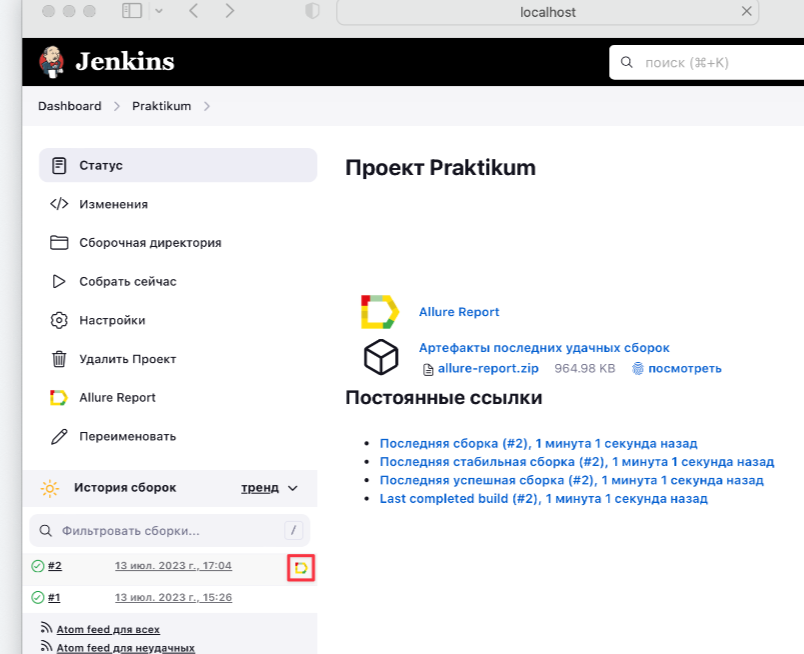 localhost
Jenkins
поиск (⌘+K)
Dashboard > Praktikum >
Статус
Изменения
Сборочная директория
Собрать сейчас
Настройки
Удалить Проект
Allure Report
Переименовать
История сборок тренд
Фильтровать сборки... /
#2 13 июл. 2023 г., 17:04
#1 13 июл. 2023 г., 15:26
Atom feed для всех
Atom feed для неудачных
Проект Praktikum
Allure Report
Артефакты последних удачных сборок
allure-report.zip 964.98 KB посмотреть
Постоянные ссылки
Последняя сборка (#2), 1 минута 1 секунда назад
Последняя стабильная сборка (#2), 1 минута 1 секунда назад
Последняя успешная сборка (#2), 1 минута 1 секунда назад
Last completed build (#2), 1 минута 1 секунда назад